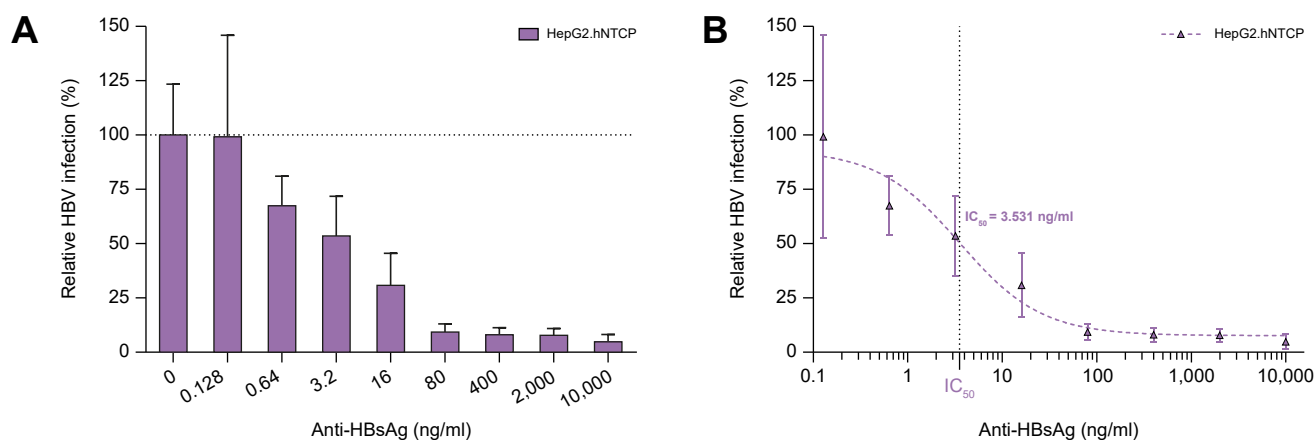 A
HepG2.hNTCP
Relative HBV infection (%)
150
125
100
75
50
25
0
0
0.128
0.64
3.2
16
80
400
2,000
10,000
Anti-HBsAg (ng/ml)
B
HepG2.hNTCP
Relative HBV infection (%)
150
125
100
75
50
25
0
IC50 = 3.531 ng/ml
0.1
1
10
100
1,000
10,000
IC50
Anti-HBsAg (ng/ml)